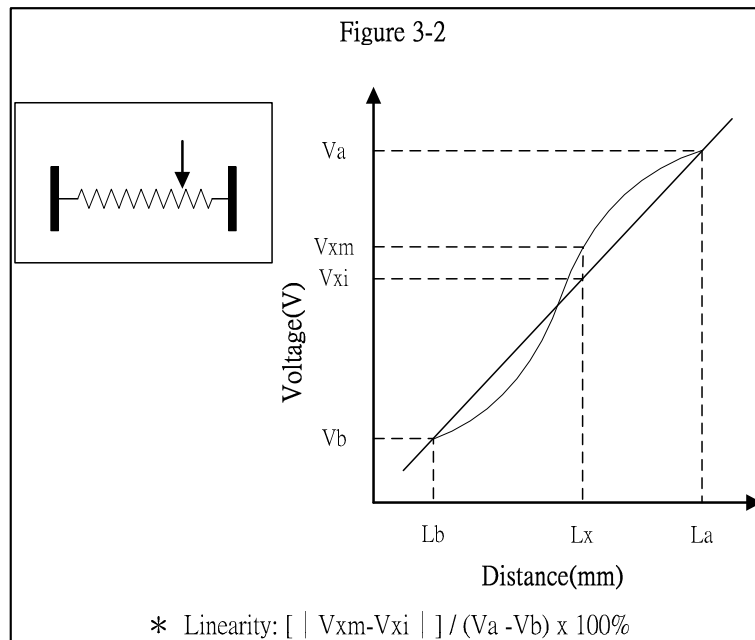 Figure 3-2
Va
Vxm
Vxi
Voltage(V)
Vb
Lb Lx La
Distance(mm)
* Linearity: [ | Vxm-Vxi | ] / (Va -Vb) x 100%